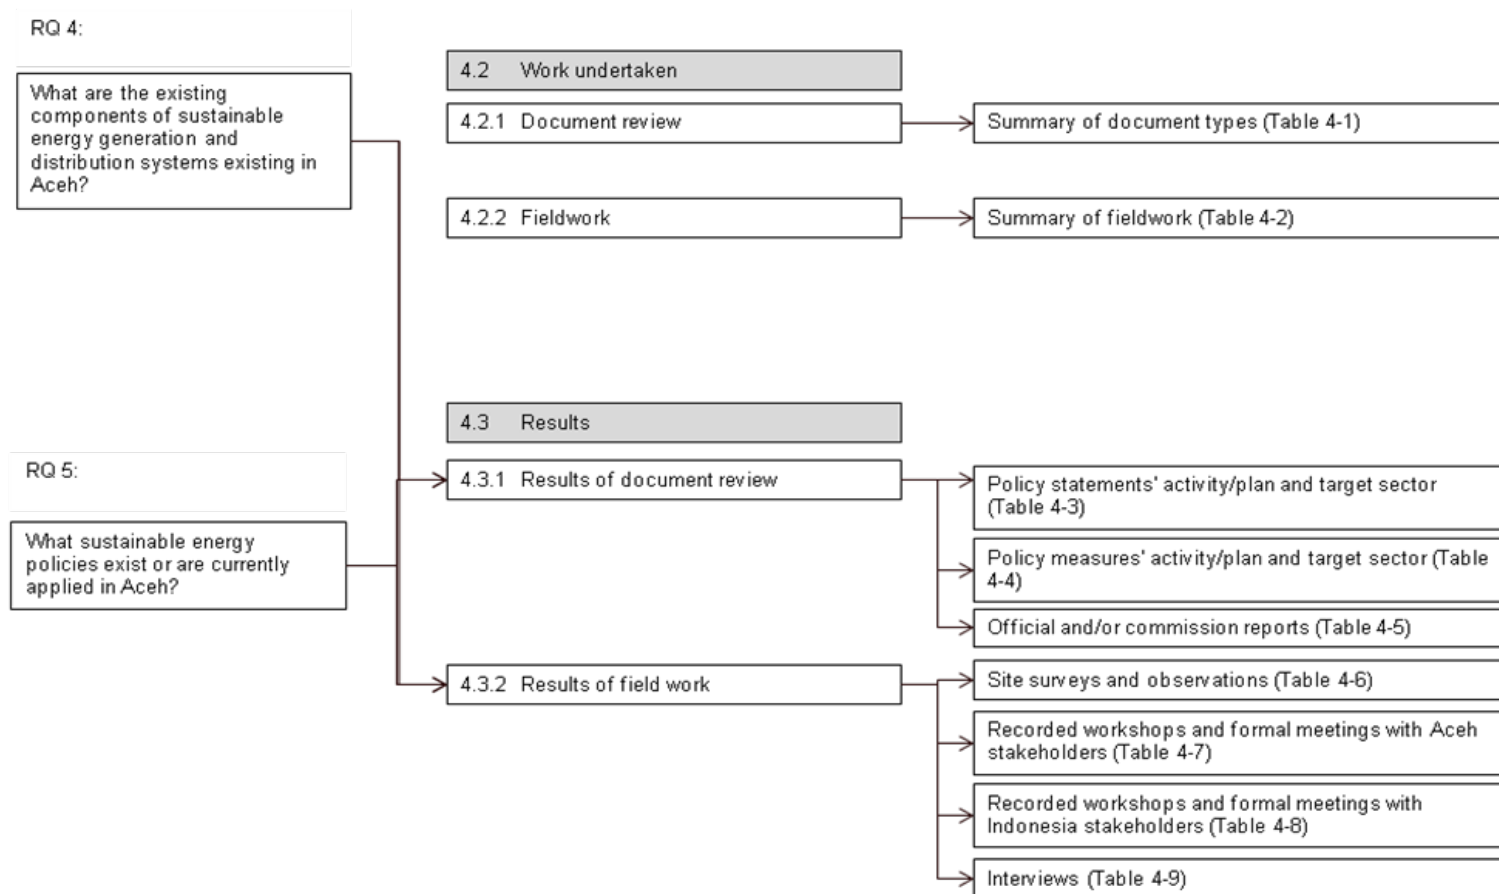 RQ 4:
What are the existing
components of sustainable
energy generation and
distribution systems existing in
Aceh?
4.2 Work undertaken
4.2.1 Document review
Summary of document types (Table 4-1)
4.2.2 Fieldwork
Summary of fieldwork (Table 4-2)
RQ 5:
What sustainable energy
policies exist or are currently
applied in Aceh?
4.3 Results
4.3.1 Results of document review
Policy statements' activity/plan and target sector
(Table 4-3)
Policy measures' activity/plan and target sector (Table
4-4)
Official and/or commission reports (Table 4-5)
4.3.2 Results of field work
Site surveys and observations (Table 4-6)
Recorded workshops and formal meetings with Aceh
stakeholders (Table 4-7)
Recorded workshops and formal meetings with
Indonesia stakeholders (Table 4-8)
Interviews (Table 4-9)